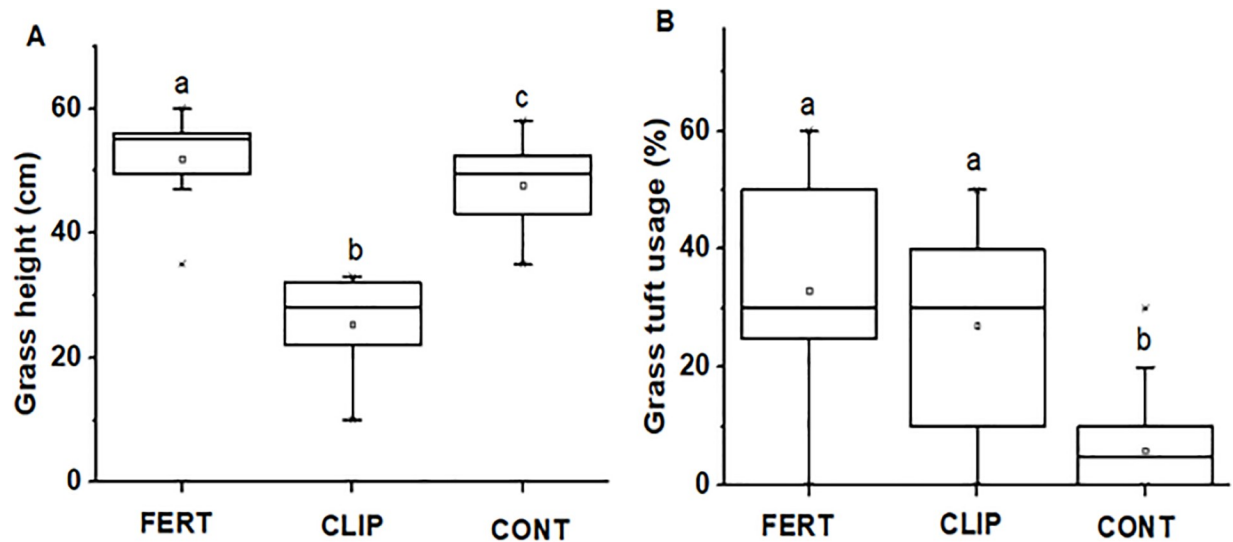 A
Grass height (cm)
60
40
20
0
a
b
c
FERT CLIP CONT
B
Grass tuft usage (%)
60
40
20
0
a
a
b
FERT CLIP CONT